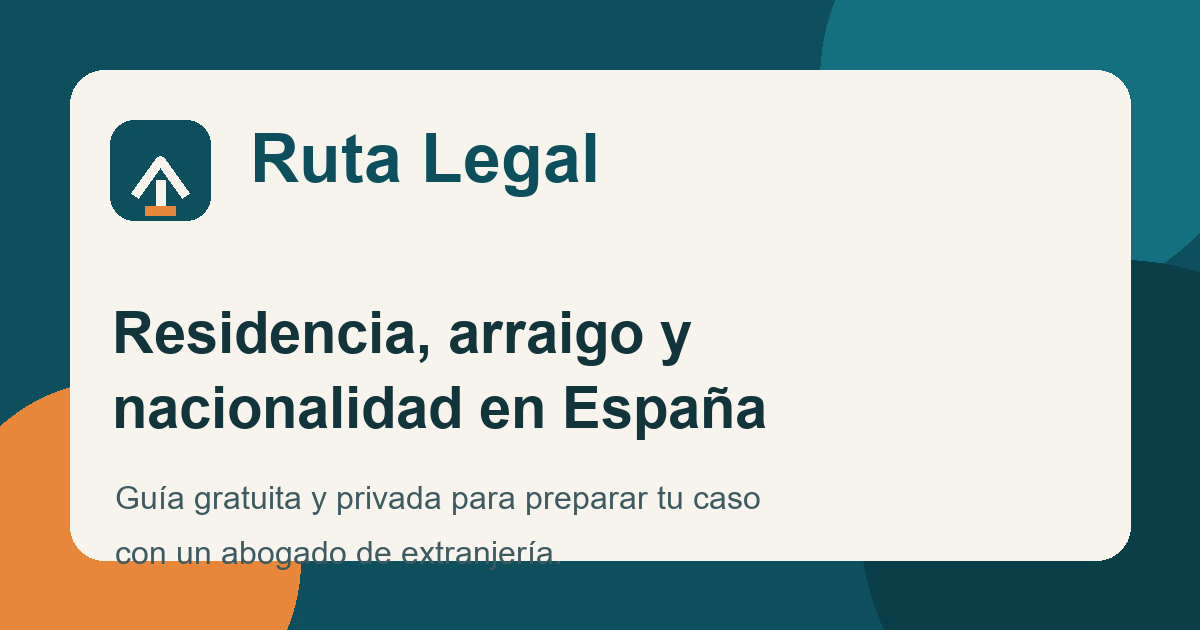 Ruta Legal
Residencia, arraigo y
nacionalidad en España
Guía gratuita y privada para preparar tu caso
con un abogado de extranjería.